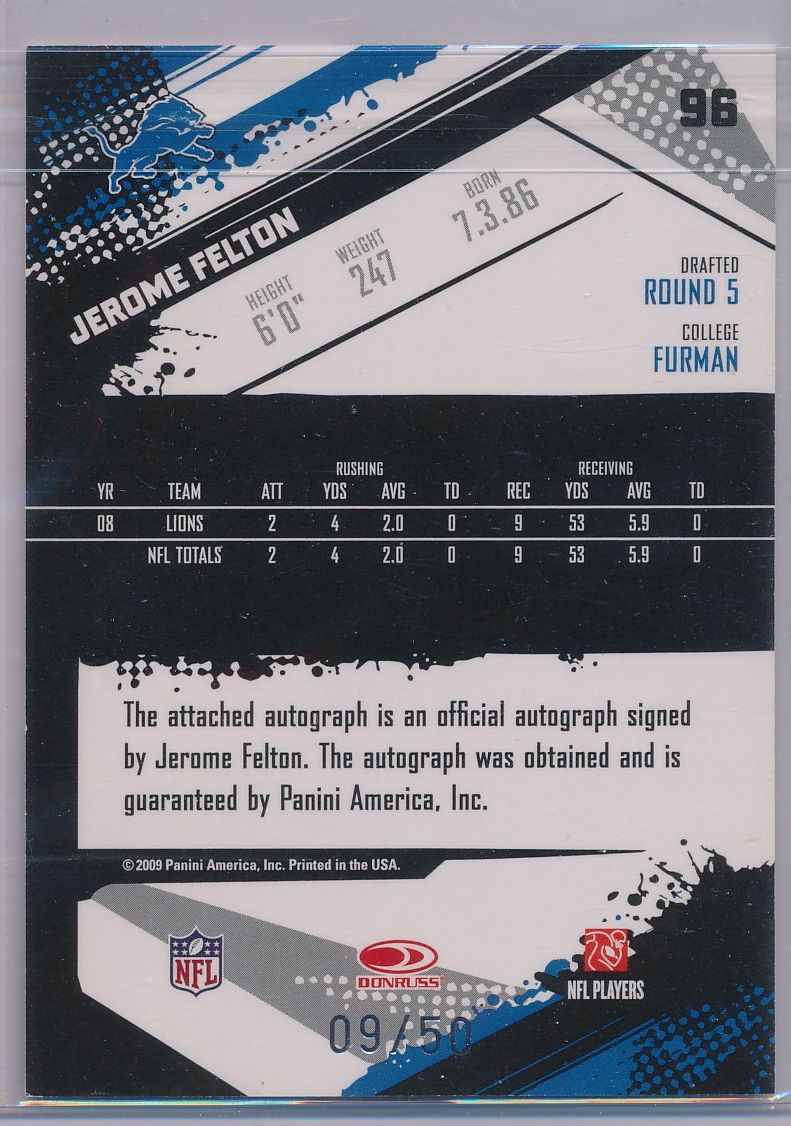 96
JEROME FELTON
HEIGHT
6'0"
WEIGHT
247
BORN
7.3.86
DRAFTED
ROUND 5
COLLEGE
FURMAN
RUSHING RECEIVING
YR TEAM ATT YDS AVG TD REC YDS AVG TD
08 LIONS 2 4 2.0 0 9 53 5.9 0
NFL TOTALS 2 4 2.0 0 9 53 5.9 0
The attached autograph is an official autograph signed
by Jerome Felton. The autograph was obtained and is
guaranteed by Panini America, Inc.
© 2009 Panini America, Inc. Printed in the USA.
NFL
DONRUSS®
NFL PLAYERS
09/50